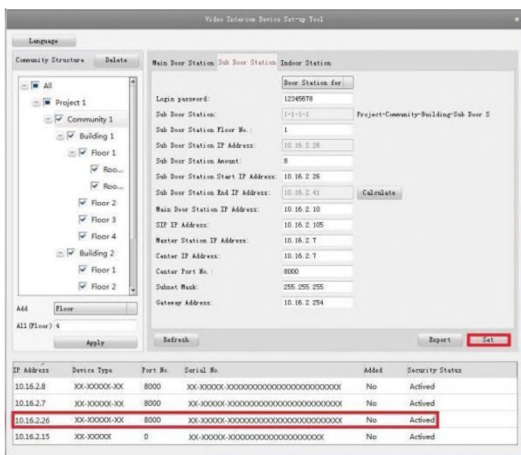 Video Intercom Device Set-up Tool
Language
Community Structure Delete
All
Project 1
Community 1
Building 1
Floor 1
Roo...
Roo...
Floor 2
Floor 3
Floor 4
Building 2
Floor 1
Floor 2
Add Floor
All(Floor) 4
Apply
Main Door Station Sub Door Station Indoor Station
Door Station for
Login password: 12345678
Sub Door Station: 1-1-1-1 Project-Community-Building-Sub Door S
Sub Door Station Floor No.: 1
Sub Door Station IP Address: 10.16.2.26
Sub Door Station Amount: 8
Sub Door Station Start IP Address: 10.16.2.26
Sub Door Station End IP Address: 10.16.2.41 Calculate
Main Door Station IP Address: 10.16.2.10
SIP IP Address: 10.16.2.105
Master Station IP Address: 10.16.2.7
Center IP Address: 10.16.2.7
Center Port No.: 8000
Subnet Mask: 255.255.255
Gateway Address: 10.16.2.254
Refresh Export Set
IP Address Device Type Port No. Serial No. Added Security Status
10.16.2.8 XX-XXXXX-XX 8000 XX-XXXXX-XXXXXXXXXXXXXXXXXXXXXXX No Actived
10.16.2.7 XX-XXXXX-XX 8000 XX-XXXXX-XXXXXXXXXXXXXXXXXXXXXXX No Actived
10.16.2.26 XX-XXXXX-XX 8000 XX-XXXXX-XXXXXXXXXXXXXXXXXXXXXXX No Actived
10.16.2.15 XX-XXXXX 0 XX-XXXXX-XXXXXXXXXXXXXXXXXXX No Actived